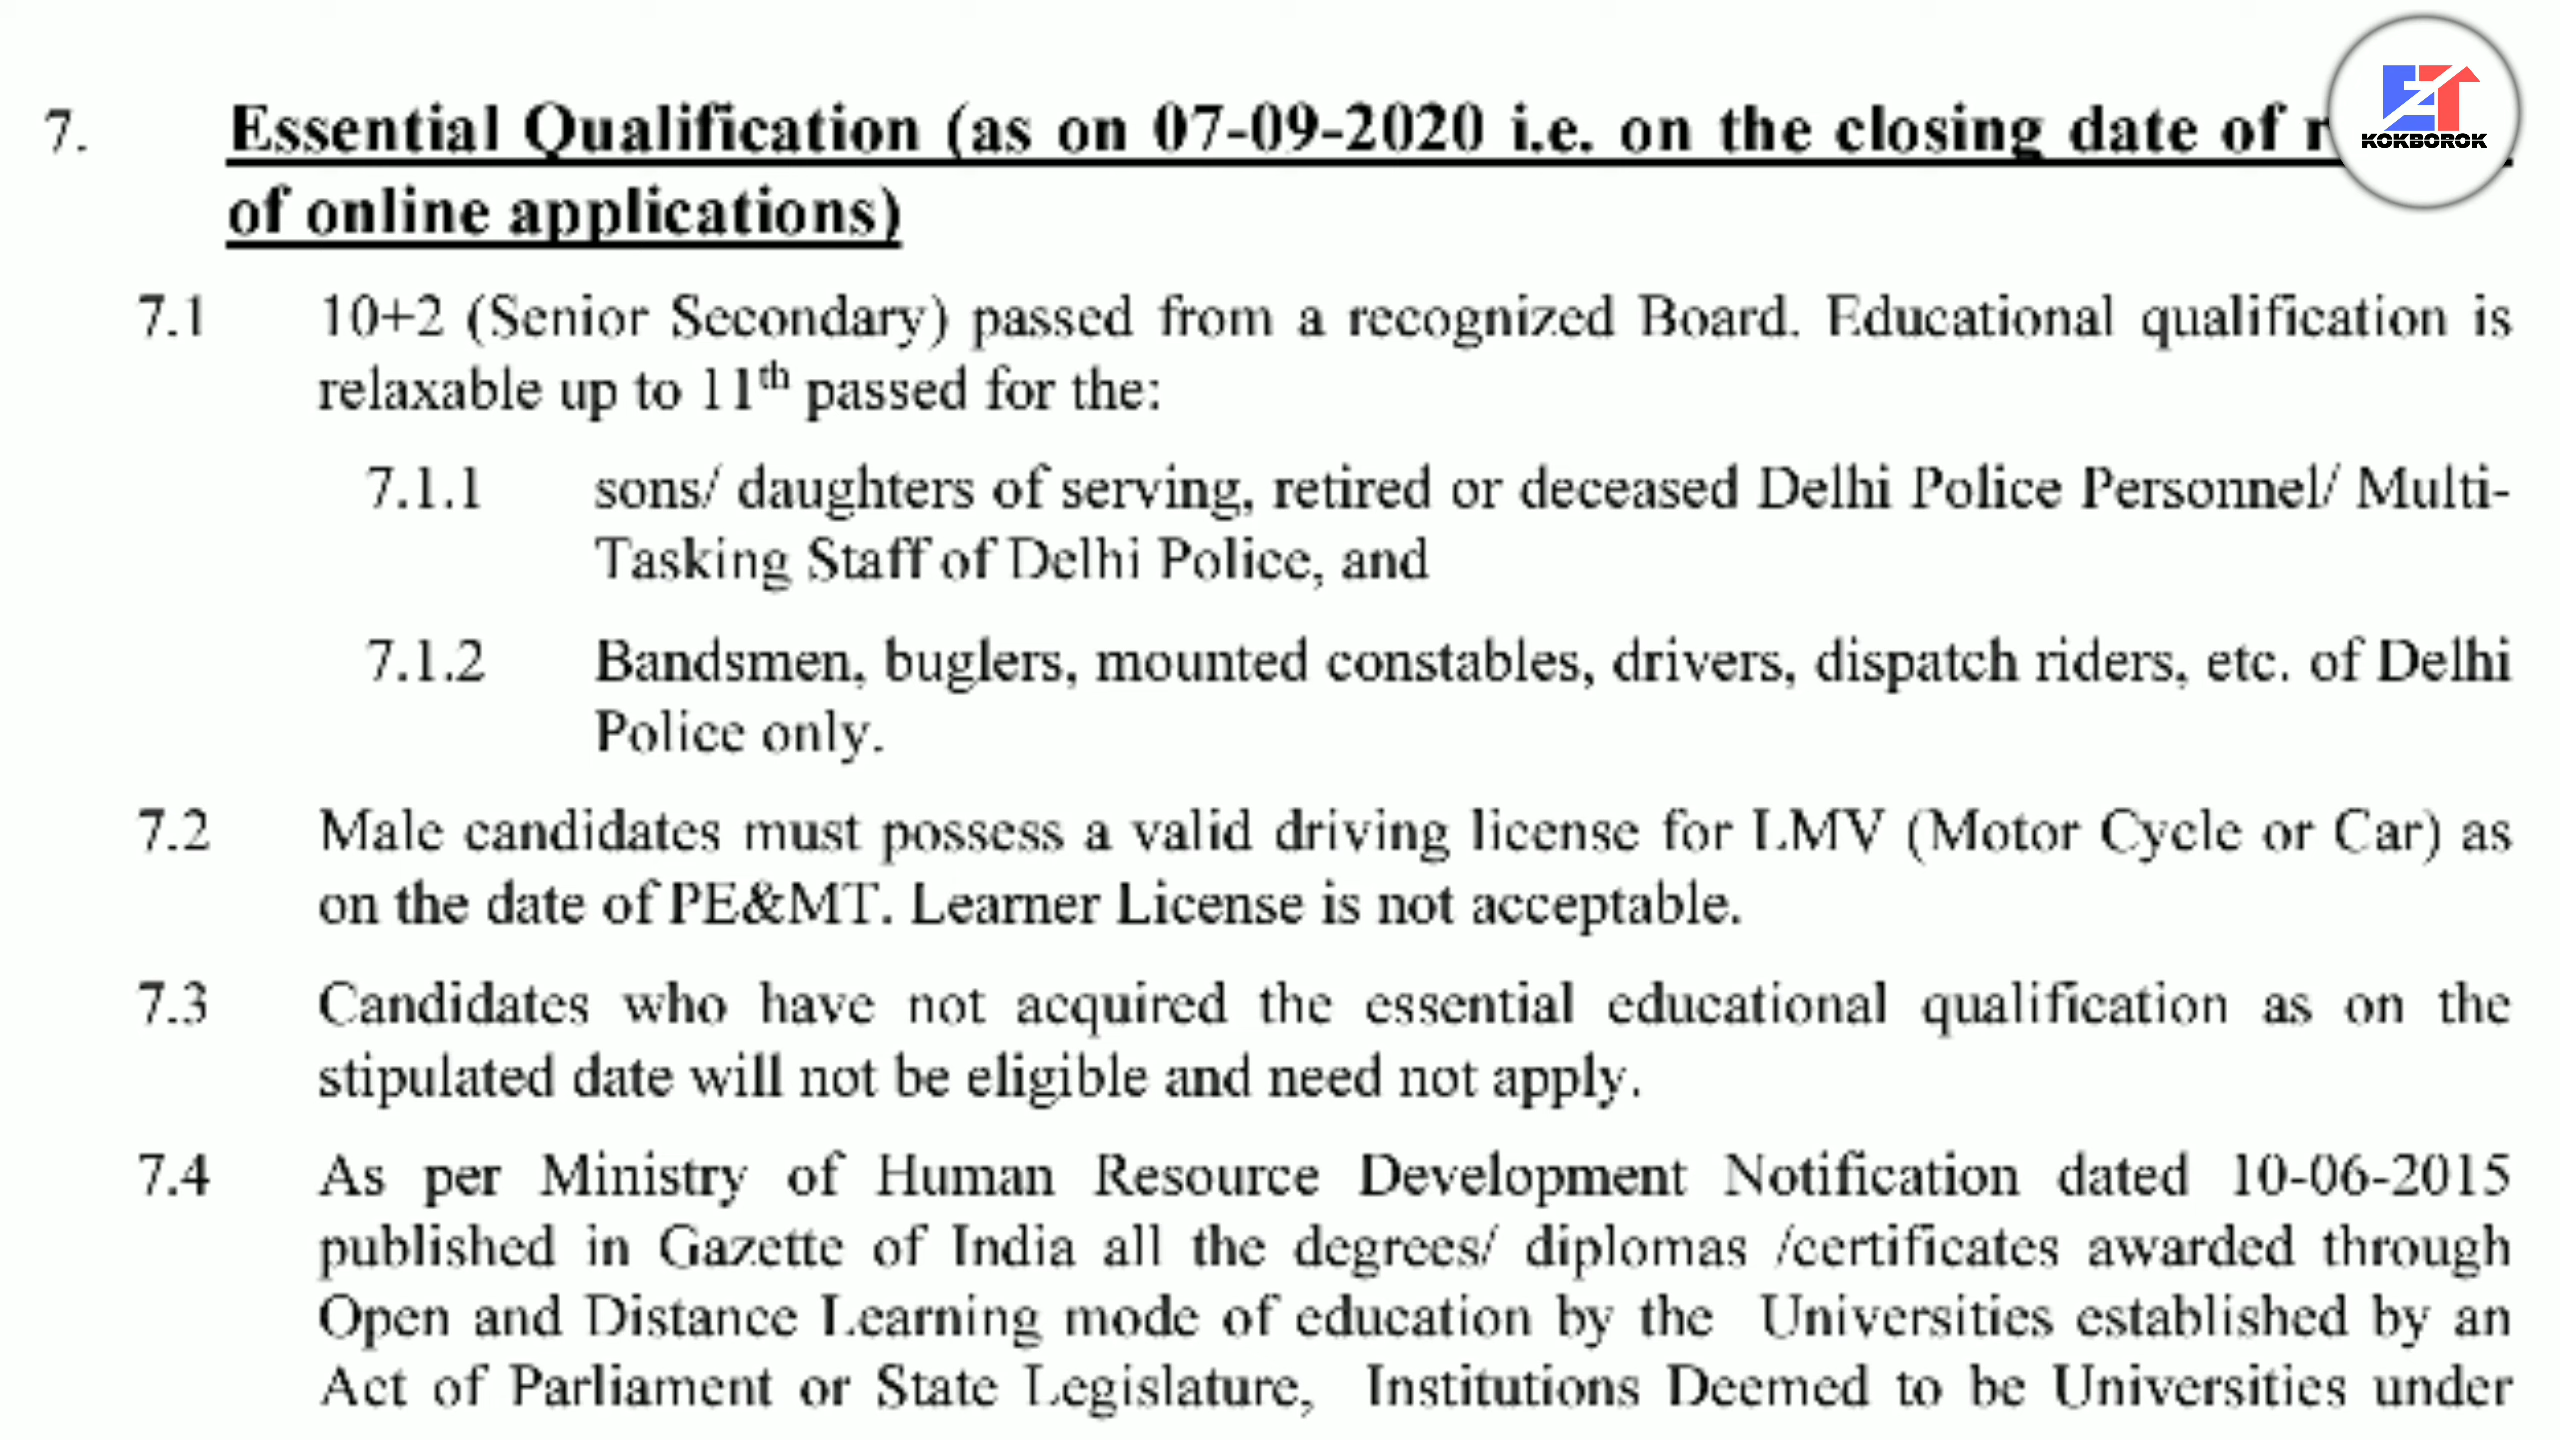 7. Essential Qualification (as on 07-09-2020 i.e. on the closing date of
of online applications)
KOKBOROK
7.1 10+2 (Senior Secondary) passed from a recognized Board. Educational qualification is
relaxable up to 11th passed for the:
7.1.1 sons/ daughters of serving, retired or deceased Delhi Police Personnel/ Multi-
Tasking Staff of Delhi Police, and
7.1.2 Bandsmen, buglers, mounted constables, drivers, dispatch riders, etc. of Delhi
Police only.
7.2 Male candidates must possess a valid driving license for LMV (Motor Cycle or Car) as
on the date of PE&MT. Learner License is not acceptable.
7.3 Candidates who have not acquired the essential educational qualification as on the
stipulated date will not be eligible and need not apply.
7.4 As per Ministry of Human Resource Development Notification dated 10-06-2015
published in Gazette of India all the degrees/ diplomas /certificates awarded through
Open and Distance Learning mode of education by the Universities established by an
Act of Parliament or State Legislature, Institutions Deemed to be Universities under